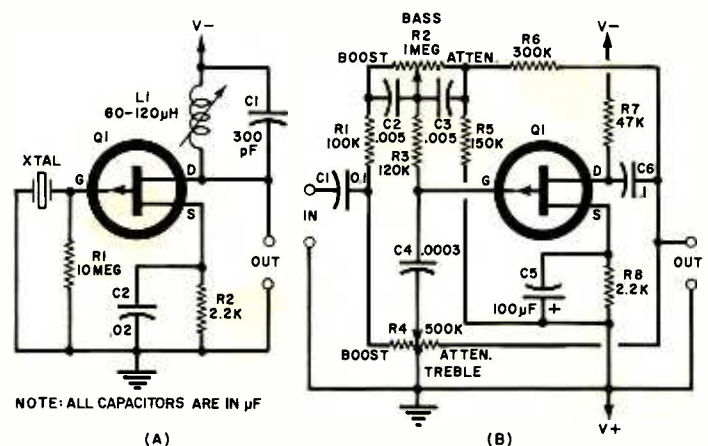 V-
L1
60-120µH
C1
300
pF
Q1
XTAL
G
D
S
R1
10MEG
C2
.02
R2
2.2K
OUT
NOTE: ALL CAPACITORS ARE IN µF
(A)
BASS
R2
1MEG
BOOST
ATTEN.
R6
300K
V-
C2
.005
C3
.005
R1
100K
R3
120K
R5
150K
Q1
R7
47K
C1
0.1
IN
G
D
S
C6
.1
C4
.0003
C5
100µF
+
R8
2.2K
OUT
R4
500K
BOOST
ATTEN.
TREBLE
V+
(B)